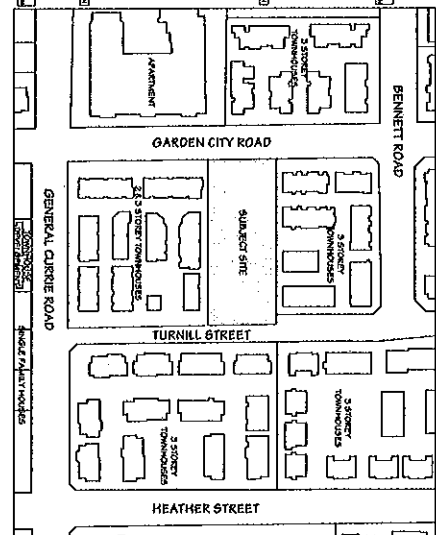 3 STOREY
TOWNHOUSES
APARTMENT
BENNETT ROAD
GARDEN CITY ROAD
GENERAL CURRIE ROAD
2 & 3 STOREY TOWNHOUSES
SUBJECT SITE
3 STOREY
TOWNHOUSES
TURNILL STREET
SINGLE FAMILY HOUSES
3 STOREY
TOWNHOUSES
3 STOREY
TOWNHOUSES
HEATHER STREET